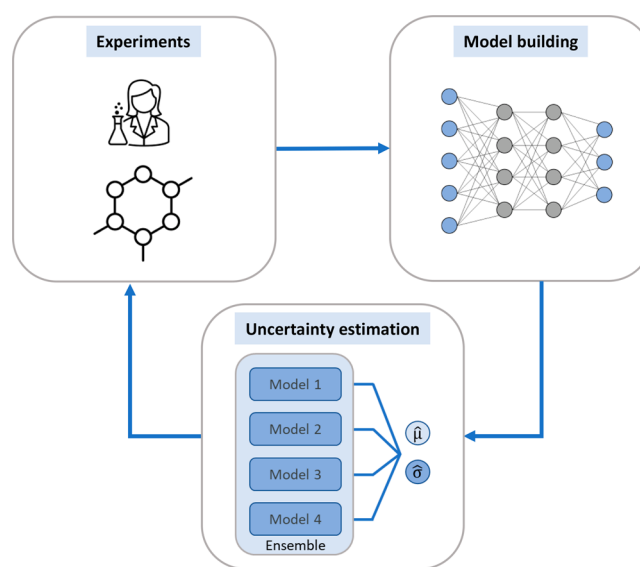 Experiments
Model building
Uncertainty estimation
Model 1
Model 2
Model 3
Model 4
Ensemble
μ̂
σ̂